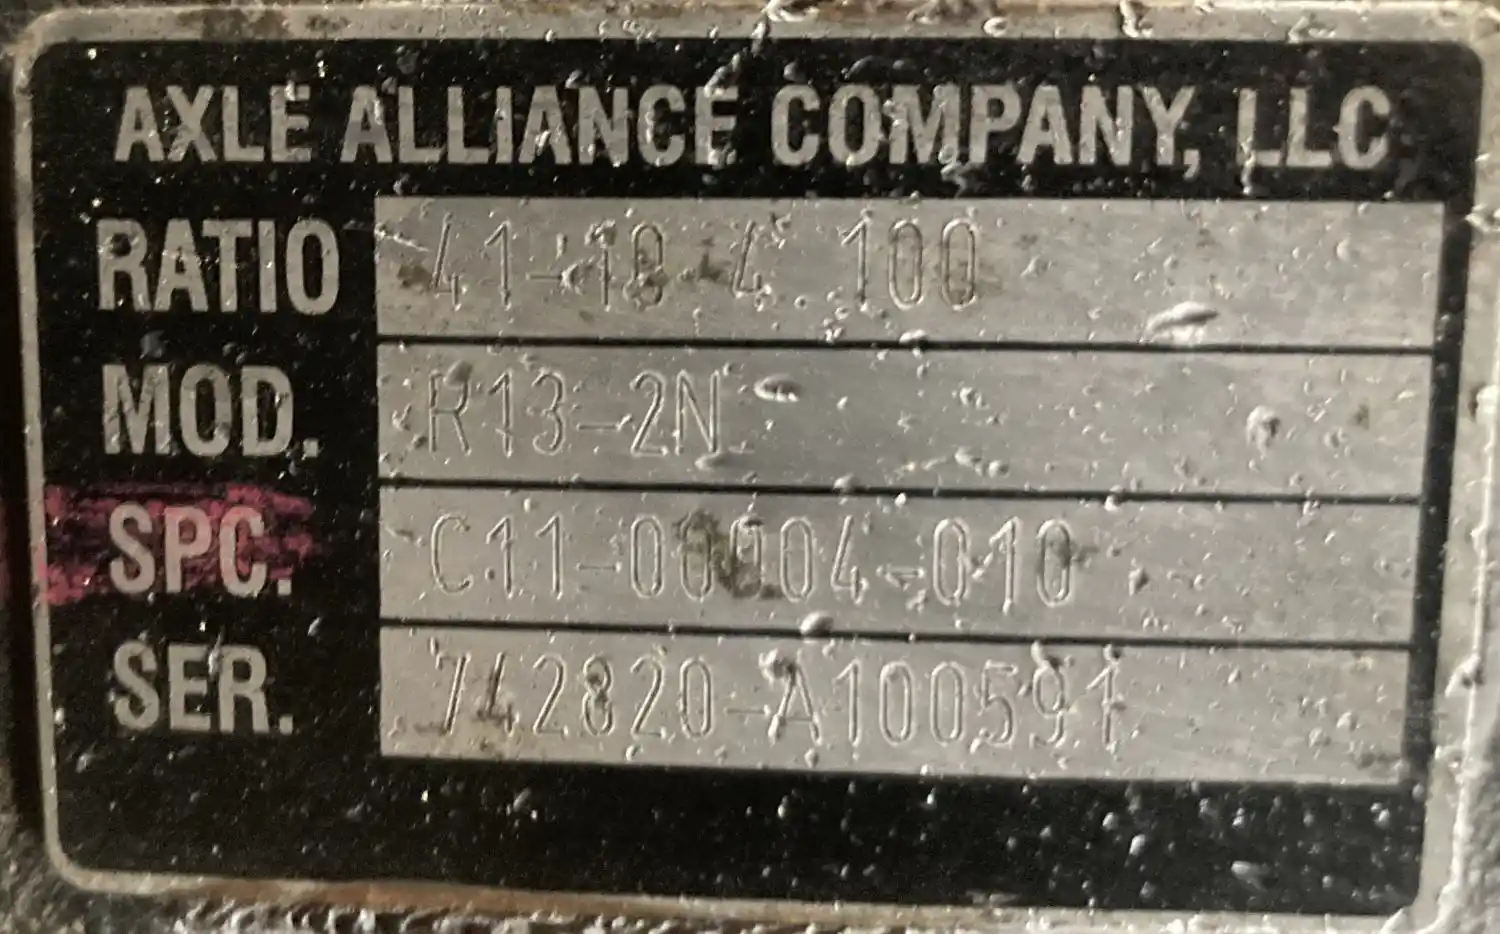 AXLE ALLIANCE COMPANY, LLC
RATIO 41-10 4.100
MOD. R13-2N
SPC. C11-00004-010
SER. 742820-A100591